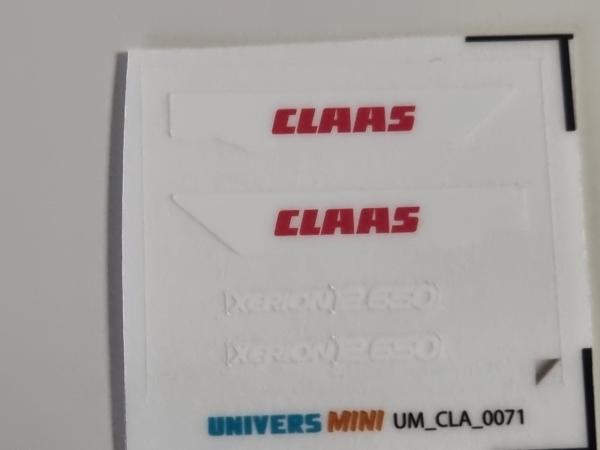 CLAAS
CLAAS
XERION 2650
XERION 2650
UNIVERS MINI UM_CLA_0071